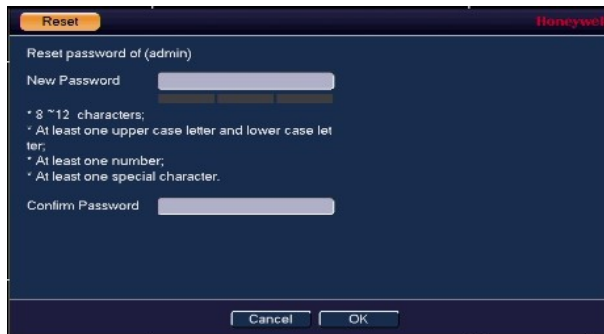 Reset
Honeywell
Reset password of (admin)
New Password
* 8 ~12 characters;
* At least one upper case letter and lower case let
ter;
* At least one number;
* At least one special character.
Confirm Password
Cancel
OK